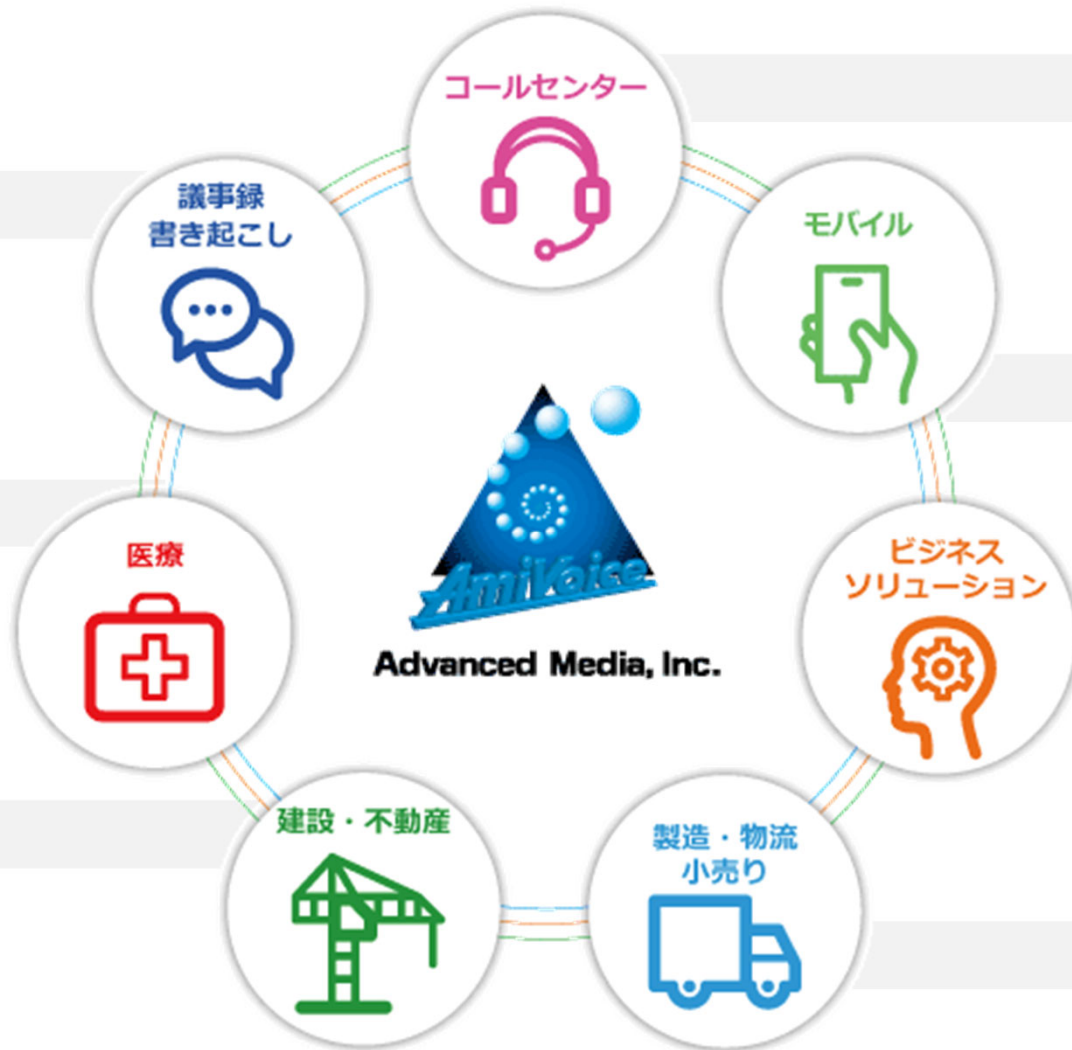 コールセンター
議事録
書き起こし
モバイル
AmiVoice
Advanced Media, Inc.
医療
ビジネス
ソリューション
建設・不動産
製造・物流
小売り